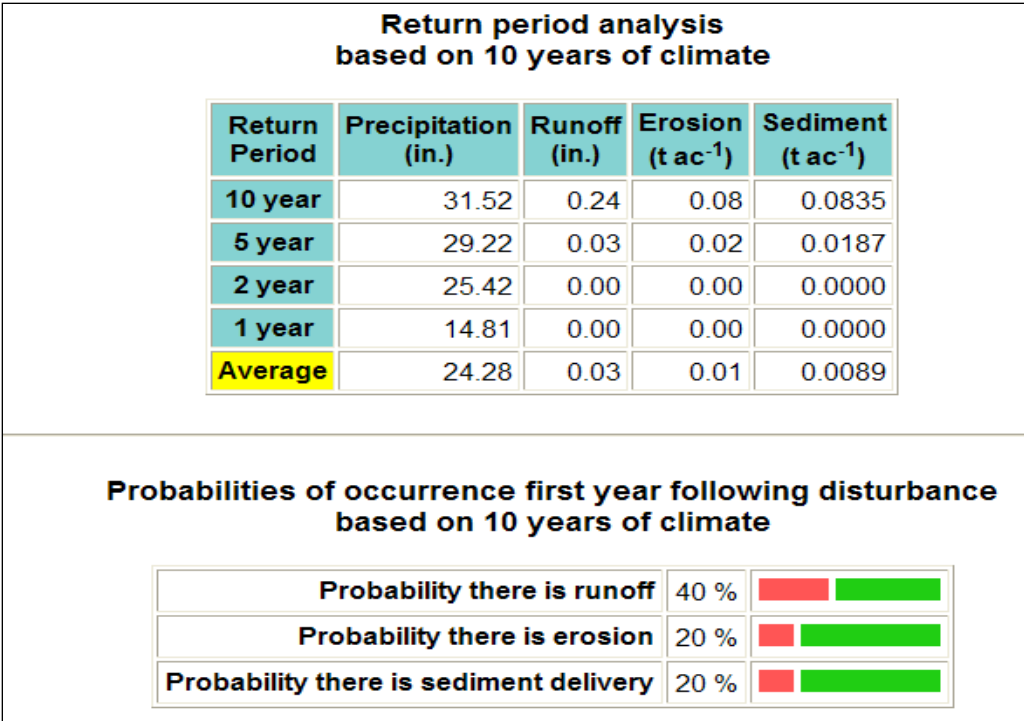 Return period analysis
based on 10 years of climate
Return Period Precipitation (in.) Runoff (in.) Erosion (t ac-1) Sediment (t ac-1)
10 year 31.52 0.24 0.08 0.0835
5 year 29.22 0.03 0.02 0.0187
2 year 25.42 0.00 0.00 0.0000
1 year 14.81 0.00 0.00 0.0000
Average 24.28 0.03 0.01 0.0089
Probabilities of occurrence first year following disturbance
based on 10 years of climate
Probability there is runoff 40 %
Probability there is erosion 20 %
Probability there is sediment delivery 20 %